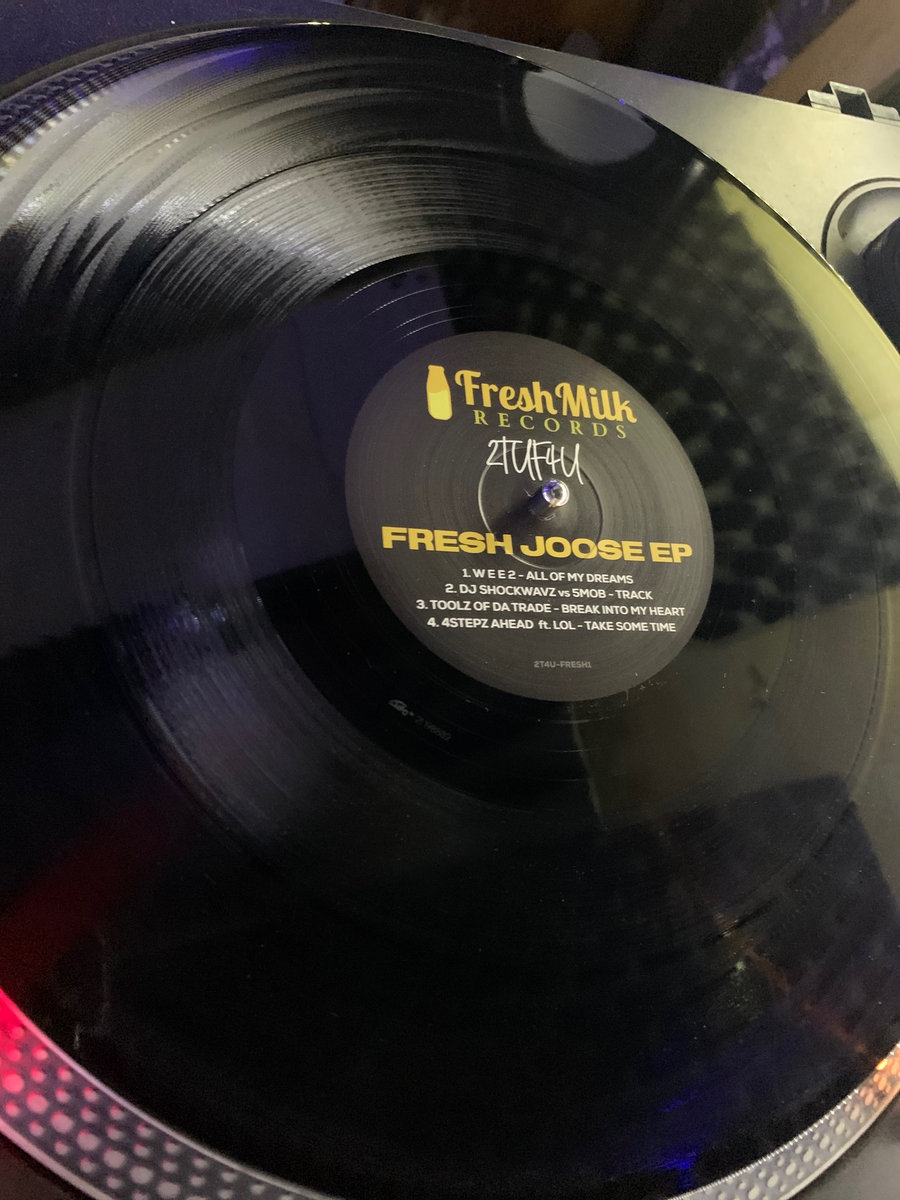 FreshMilk
RECORDS
2TUF4U
FRESH JOOSE EP
1. W E E 2 - ALL OF MY DREAMS
2. DJ SHOCKWAVZ vs 5MOB - TRACK
3. TOOLZ OF DA TRADE - BREAK INTO MY HEART
4. 4STEPZ AHEAD ft. LOL - TAKE SOME TIME
2T4U-FRESH1